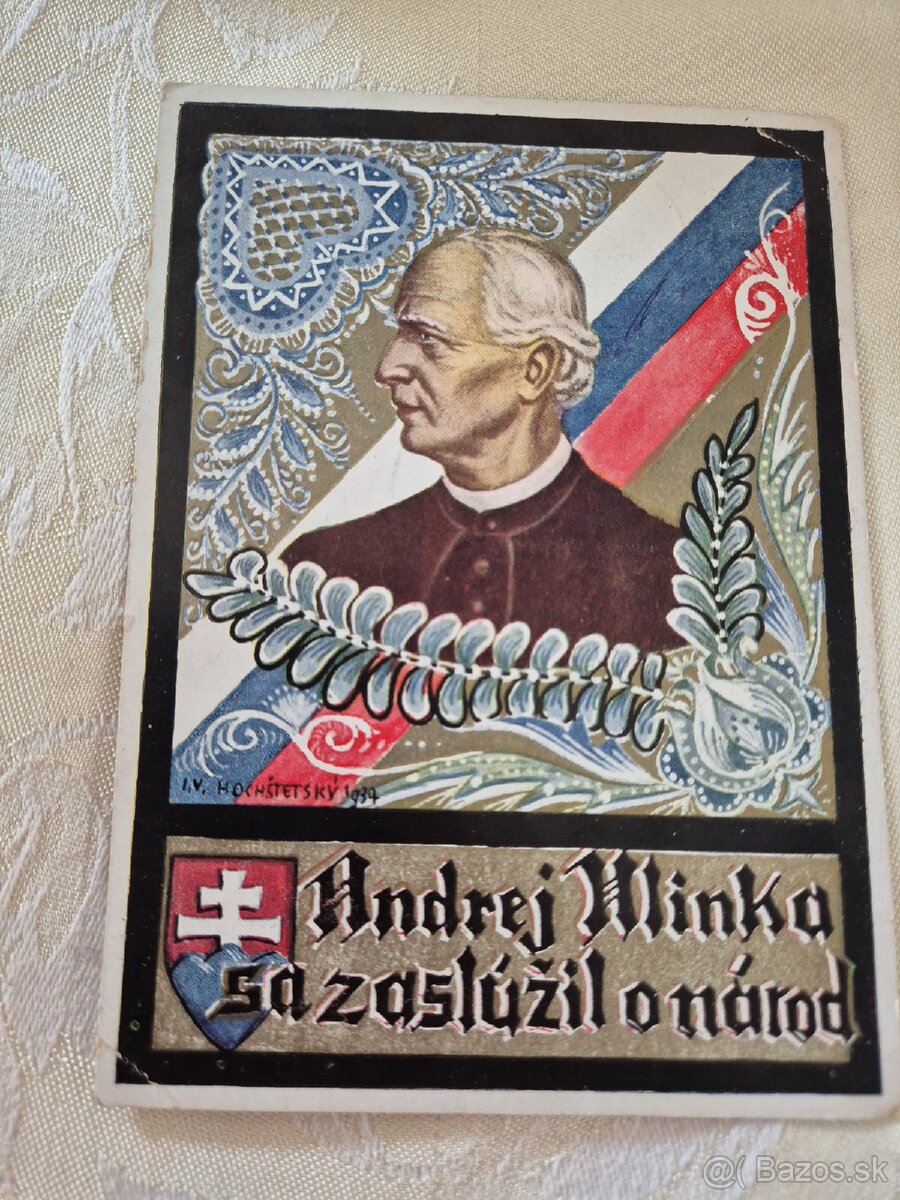 I.V. HOCHŠTETSKÝ 1939
Andrej Hlinka
sa zaslúžil o národ
@( Bazos.sk